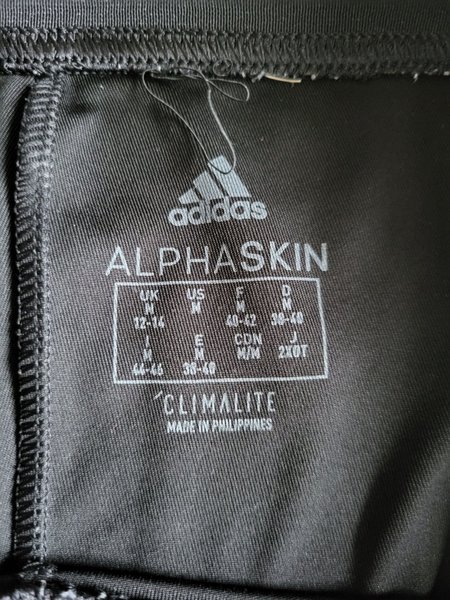 adidas
ALPHASKIN
UK US F D
M M M M
12-14 40-42 38-40
I E CDN J
M M M/M 2XOT
44-46 38-40
CLIMALITE
MADE IN PHILIPPINES